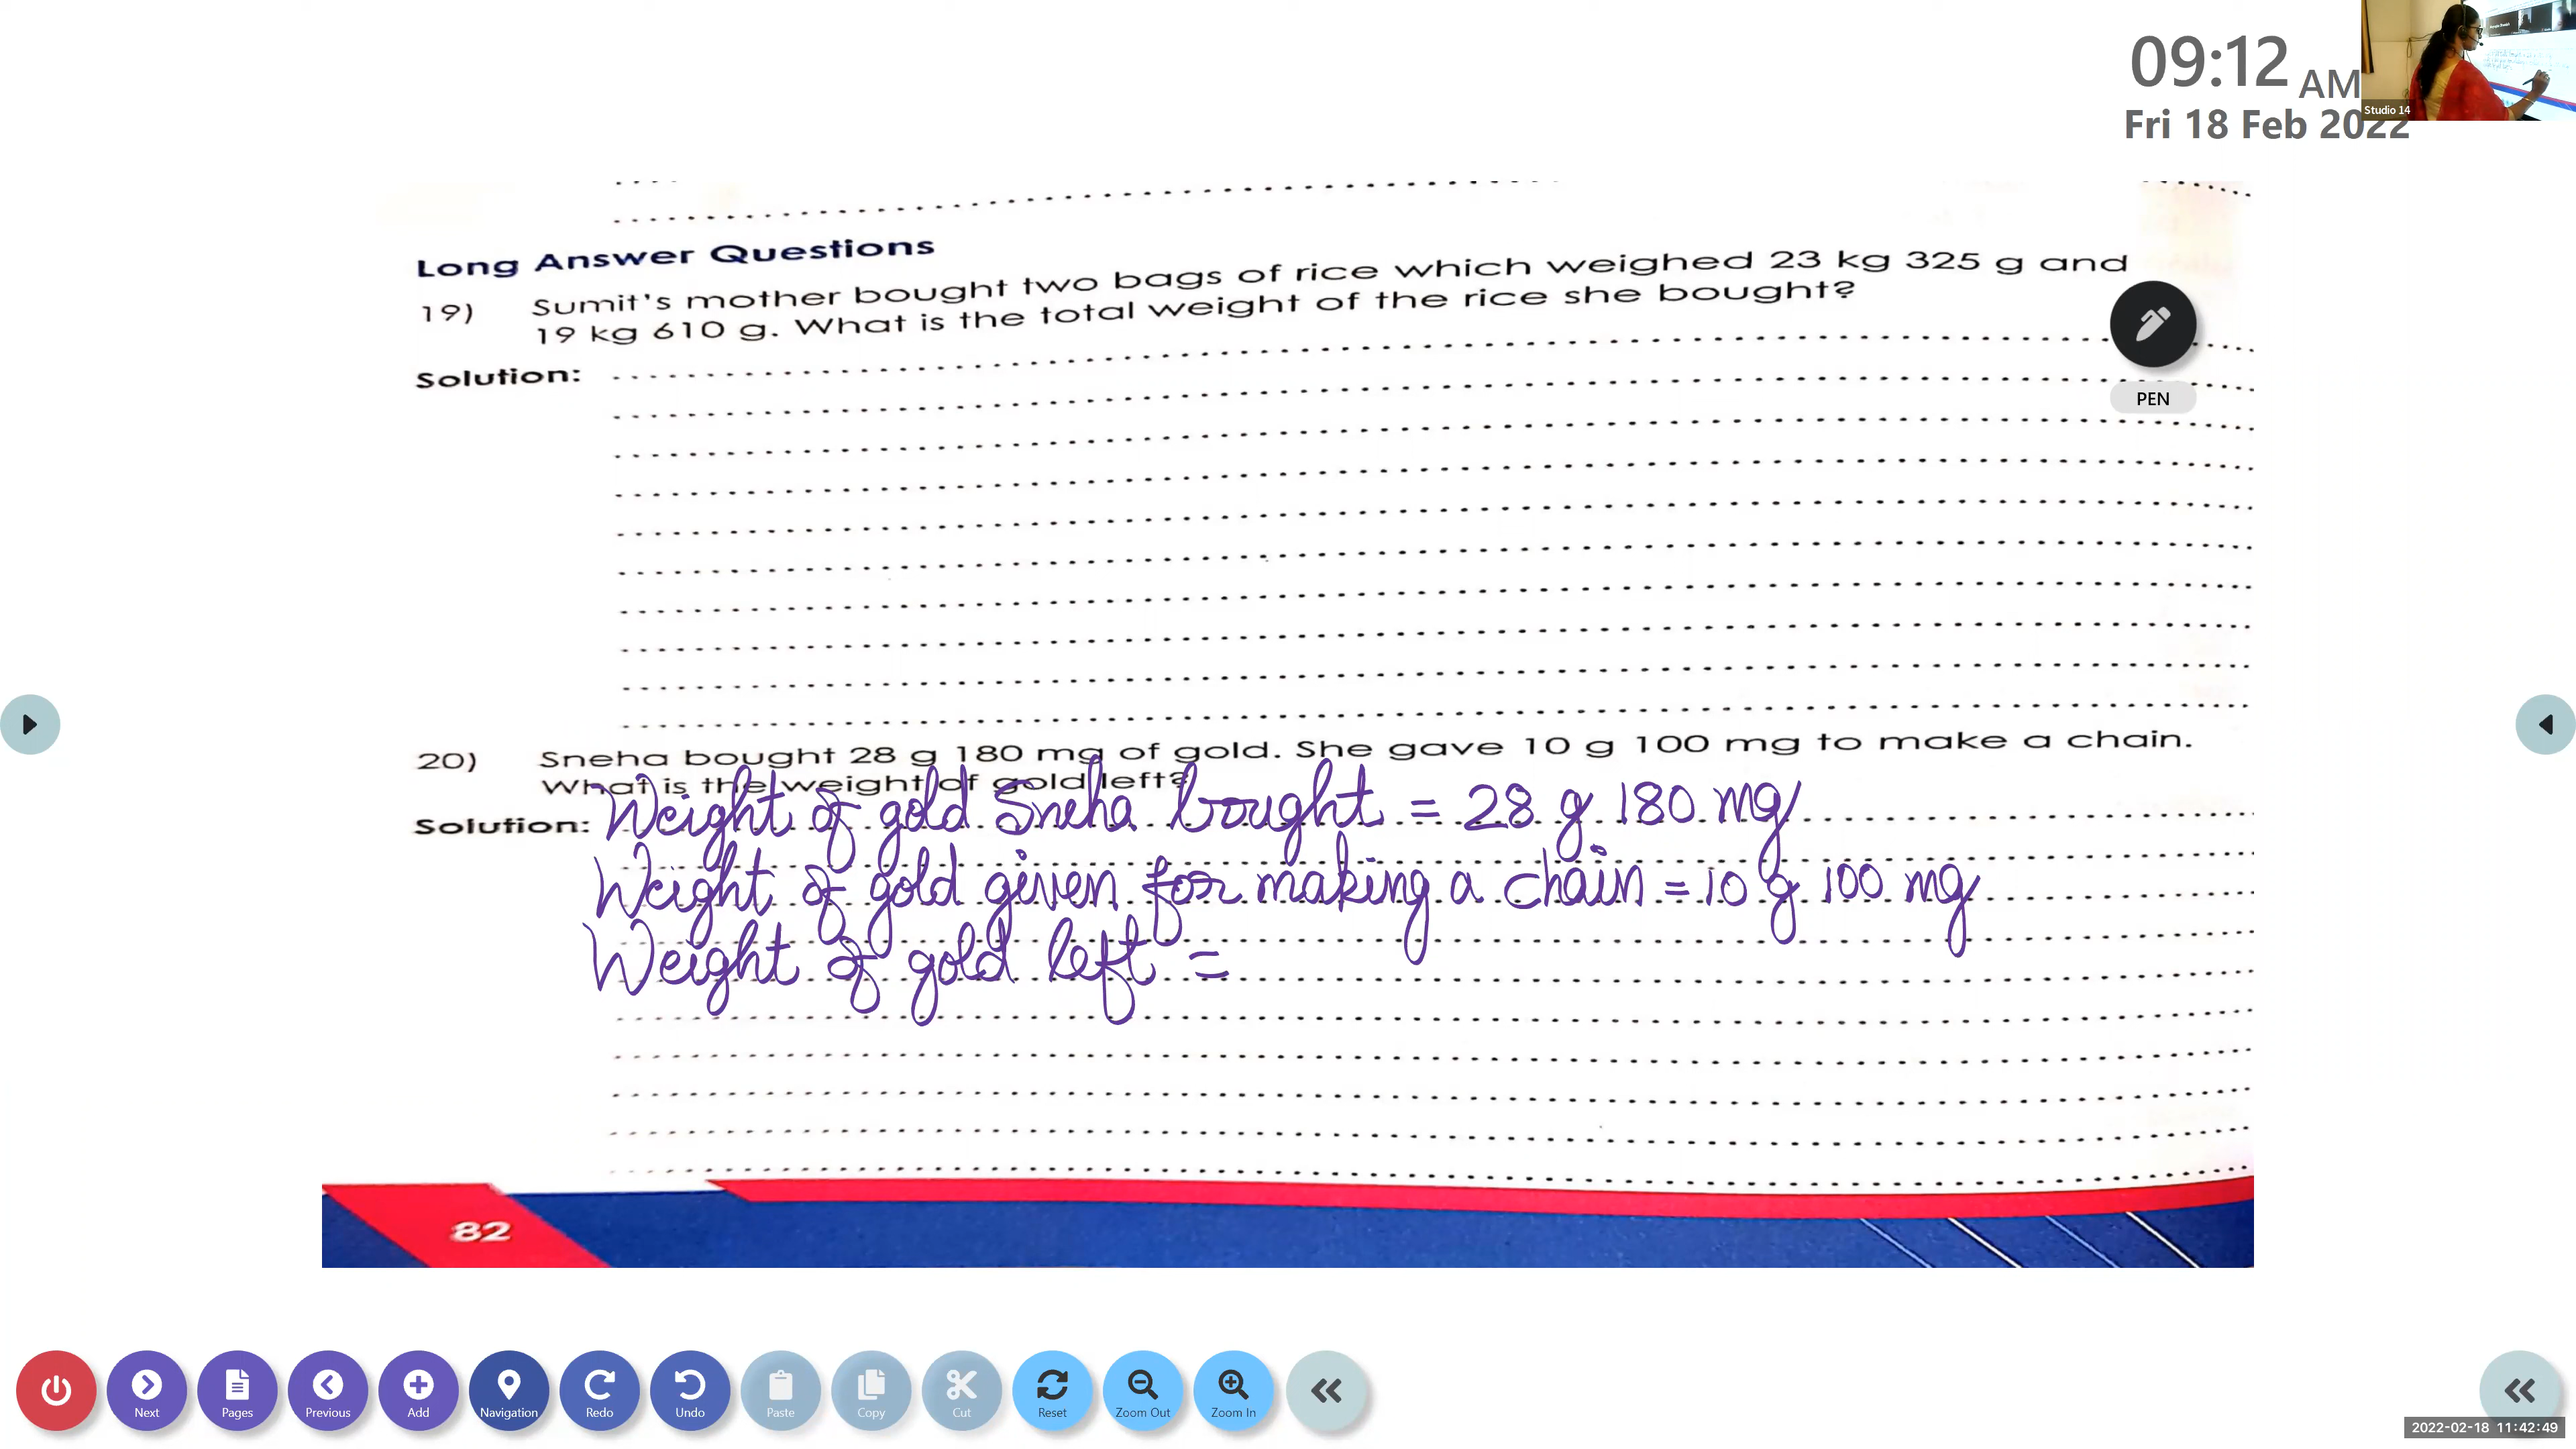 09:12 AM
Fri 18 Feb 2022
Studio 14
Long Answer Questions
19) Sumit's mother bought two bags of rice which weighed 23 kg 325 g and
19 kg 610 g. What is the total weight of the rice she bought?
Solution:
PEN
20) Sneha bought 28 g 180 mg of gold. She gave 10 g 100 mg to make a chain.
What is the weight of gold left?
Solution: Weight of gold Sneha bought = 28 g 180 mg
Weight of gold given for making a chain = 10 g 100 mg
Weight of gold left =
82
Next Pages Previous Add Navigation Redo Undo Paste Copy Cut Reset Zoom Out Zoom In
2022-02-18 11:42:49